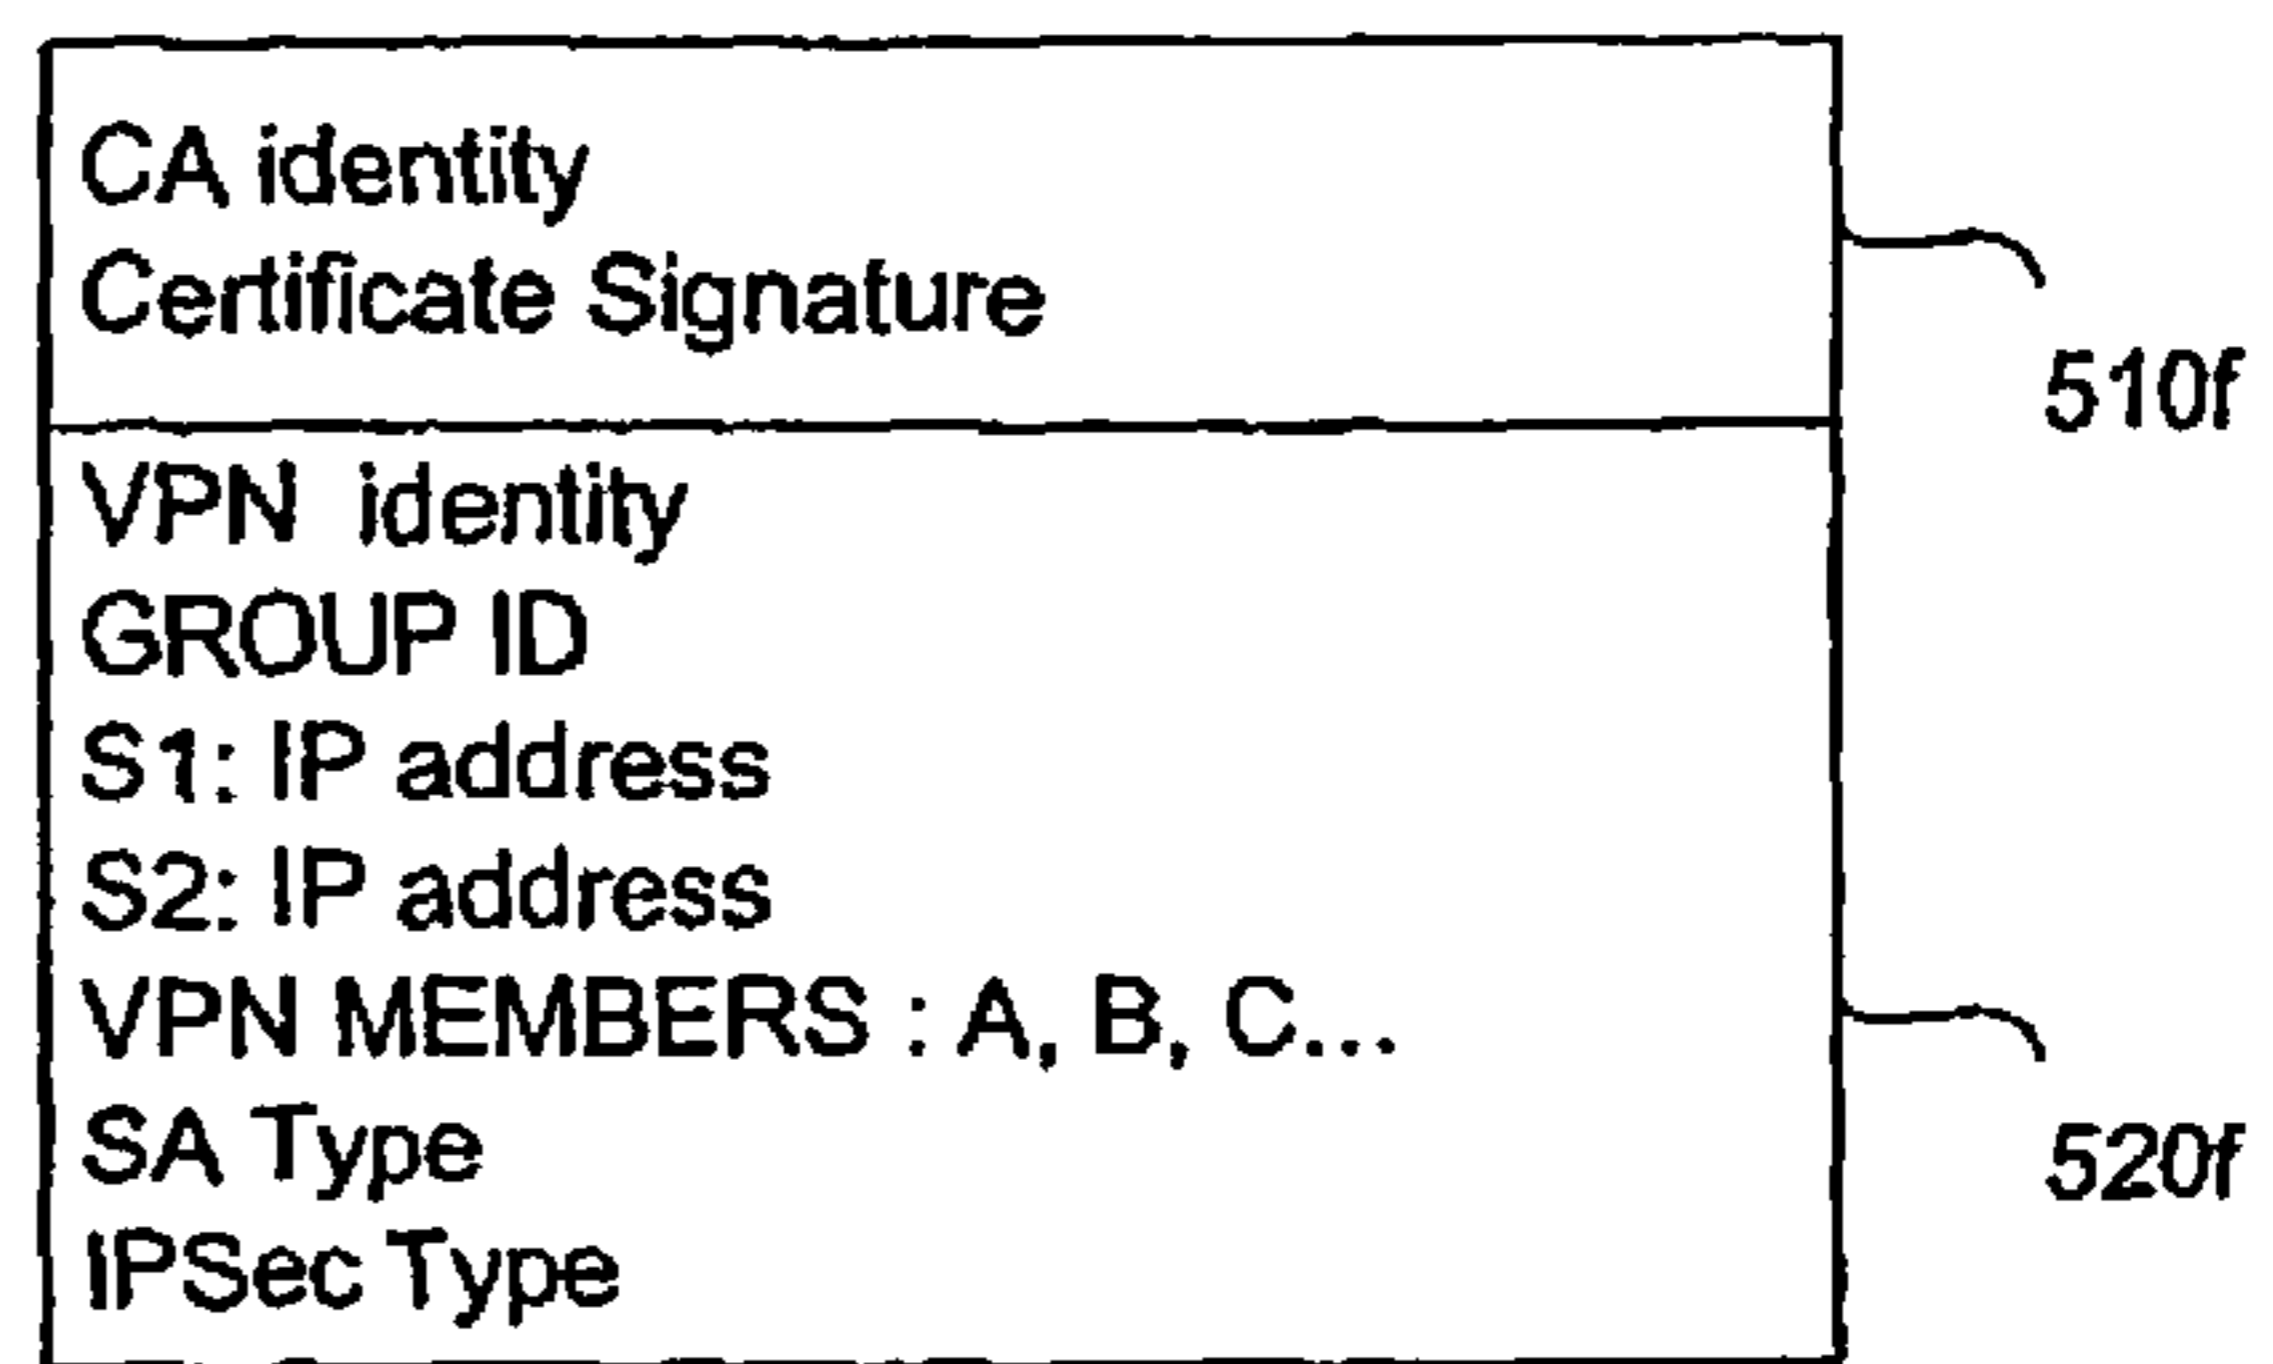 CA identity
Certificate Signature
510f
VPN identity
GROUP ID
S1: IP address
S2: IP address
VPN MEMBERS : A, B, C...
SA Type
IPSec Type
520f